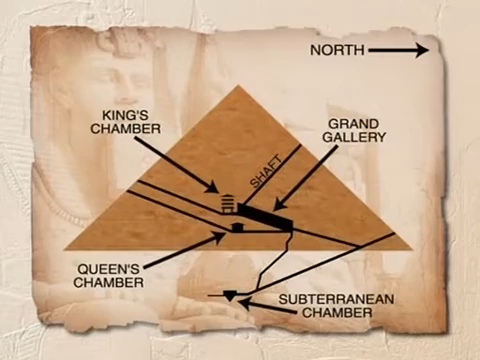 NORTH
KING'S
CHAMBER
GRAND
GALLERY
SHAFT
QUEEN'S
CHAMBER
SUBTERRANEAN
CHAMBER